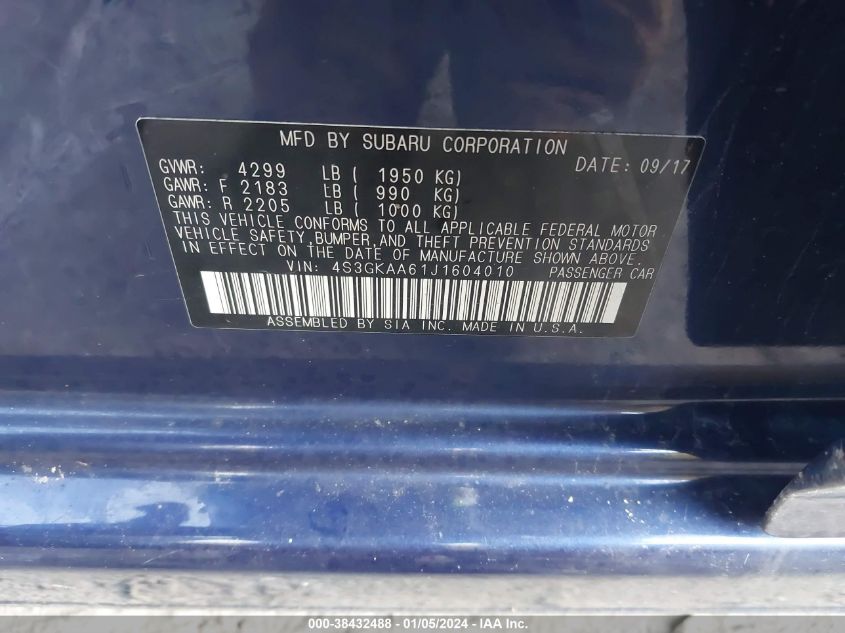 MFD BY SUBARU CORPORATION
GVWR: 4299 LB ( 1950 KG) DATE: 09/17
GAWR: F 2183 LB ( 990 KG)
GAWR: R 2205 LB ( 1000 KG)
THIS VEHICLE CONFORMS TO ALL APPLICABLE FEDERAL MOTOR
VEHICLE SAFETY,BUMPER,AND THEFT PREVENTION STANDARDS
IN EFFECT ON THE DATE OF MANUFACTURE SHOWN ABOVE.
VIN: 4S3GKAA61J1604010 PASSENGER CAR
ASSEMBLED BY SIA INC. MADE IN U.S.A.
000-38432488 - 01/05/2024 - IAA Inc.